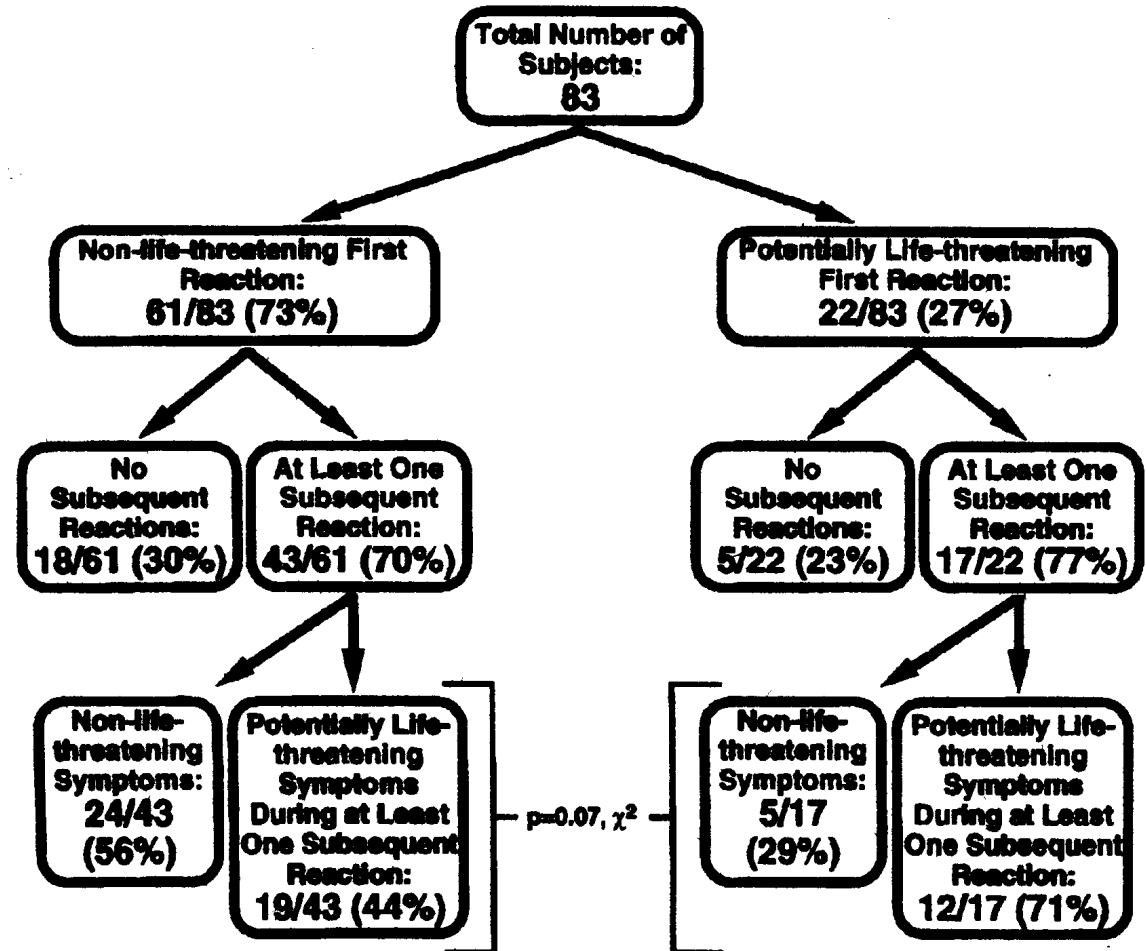 Total Number of
Subjects:
83
Non-life-threatening First
Reaction:
61/83 (73%)
Potentially Life-threatening
First Reaction:
22/83 (27%)
No
Subsequent
Reactions:
18/61 (30%)
At Least One
Subsequent
Reaction:
43/61 (70%)
No
Subsequent
Reactions:
5/22 (23%)
At Least One
Subsequent
Reaction:
17/22 (77%)
Non-life-
threatening
Symptoms:
24/43
(56%)
Potentially Life-
threatening
Symptoms
During at Least
One Subsequent
Reaction:
19/43 (44%)
p=0.07, χ²
Non-life-
threatening
Symptoms:
5/17
(29%)
Potentially Life-
threatening
Symptoms
During at Least
One Subsequent
Reaction:
12/17 (71%)